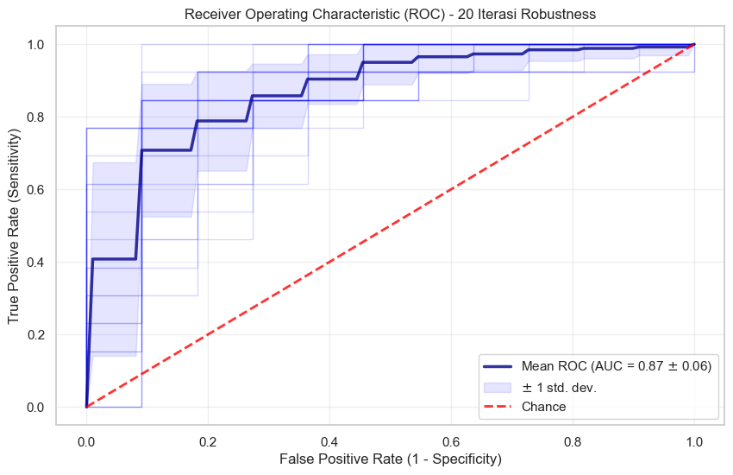 Receiver Operating Characteristic (ROC) - 20 Iterasi Robustness
True Positive Rate (Sensitivity)
1.0
0.8
0.6
0.4
0.2
0.0
Mean ROC (AUC = 0.87 ± 0.06)
± 1 std. dev.
Chance
0.0 0.2 0.4 0.6 0.8 1.0
False Positive Rate (1 - Specificity)